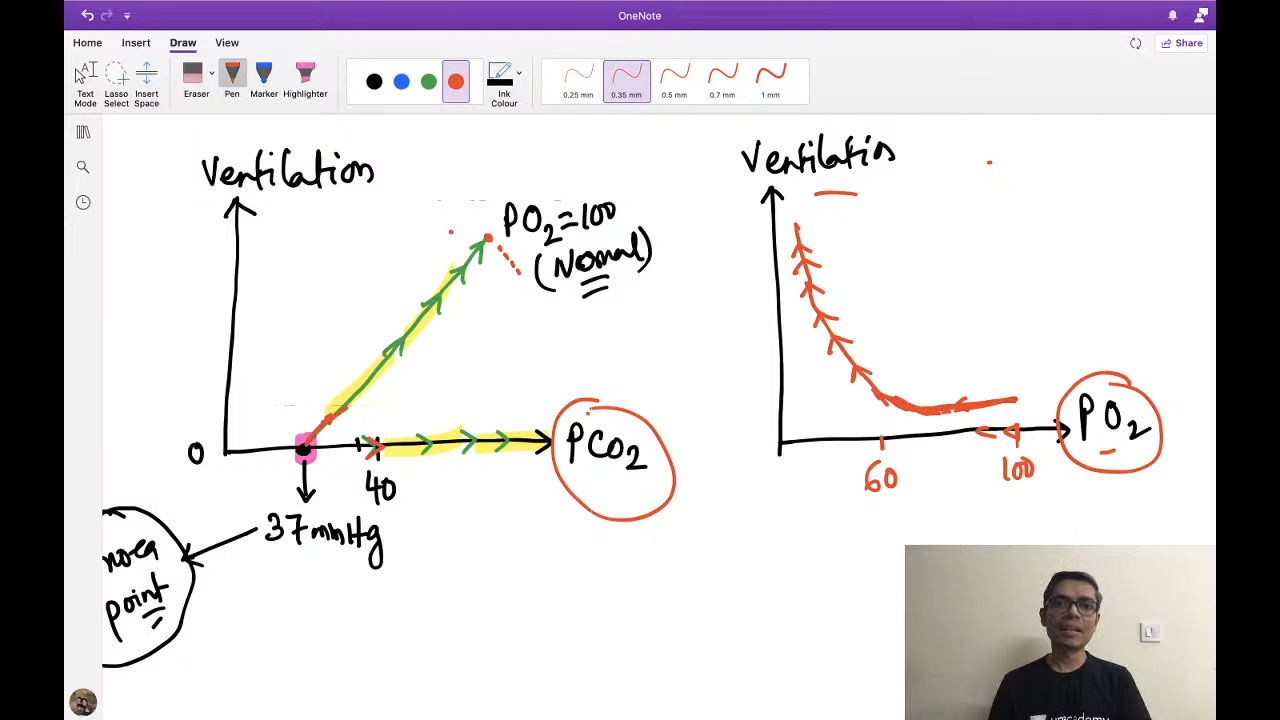 OneNote
Home Insert Draw View
Share
Text Mode
Lasso Select
Insert Space
Eraser
Pen
Marker
Highlighter
Ink Colour
0.25 mm
0.35 mm
0.5 mm
0.7 mm
1 mm
Ventilation
PO2=100
(Normal)
0
40
PCO2
37mmHg
point
Ventilation
60
100
PO2